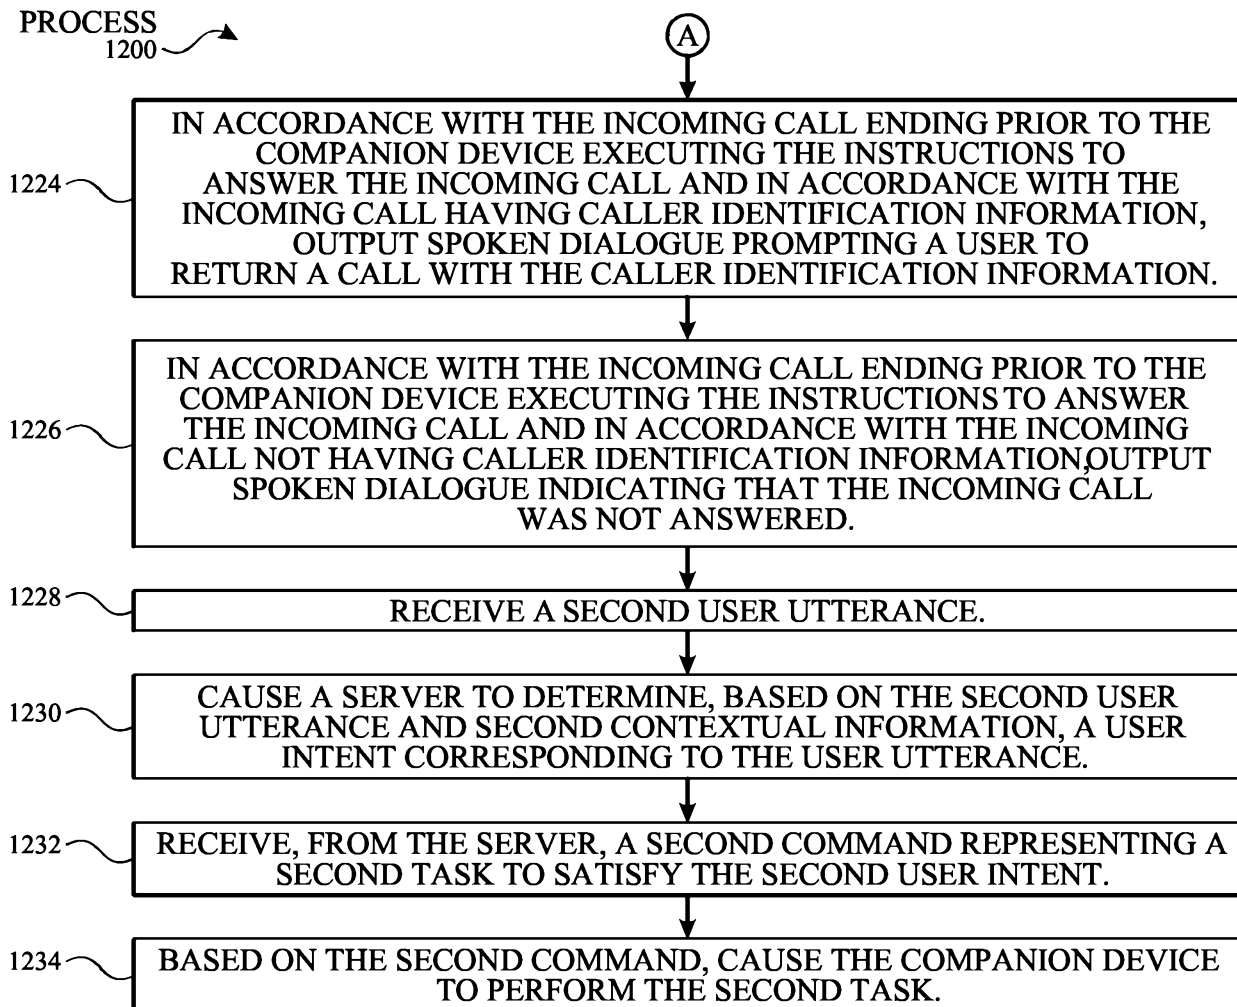 PROCESS
1200
A
IN ACCORDANCE WITH THE INCOMING CALL ENDING PRIOR TO THE
COMPANION DEVICE EXECUTING THE INSTRUCTIONS TO
1224
ANSWER THE INCOMING CALL AND IN ACCORDANCE WITH THE
INCOMING CALL HAVING CALLER IDENTIFICATION INFORMATION,
OUTPUT SPOKEN DIALOGUE PROMPTING A USER TO
RETURN A CALL WITH THE CALLER IDENTIFICATION INFORMATION.
IN ACCORDANCE WITH THE INCOMING CALL ENDING PRIOR TO THE
COMPANION DEVICE EXECUTING THE INSTRUCTIONS TO ANSWER
1226
THE INCOMING CALL AND IN ACCORDANCE WITH THE INCOMING
CALL NOT HAVING CALLER IDENTIFICATION INFORMATION,OUTPUT
SPOKEN DIALOGUE INDICATING THAT THE INCOMING CALL
WAS NOT ANSWERED.
1228
RECEIVE A SECOND USER UTTERANCE.
CAUSE A SERVER TO DETERMINE, BASED ON THE SECOND USER
1230
UTTERANCE AND SECOND CONTEXTUAL INFORMATION, A USER
INTENT CORRESPONDING TO THE USER UTTERANCE.
1232
RECEIVE, FROM THE SERVER, A SECOND COMMAND REPRESENTING A
SECOND TASK TO SATISFY THE SECOND USER INTENT.
1234
BASED ON THE SECOND COMMAND, CAUSE THE COMPANION DEVICE
TO PERFORM THE SECOND TASK.